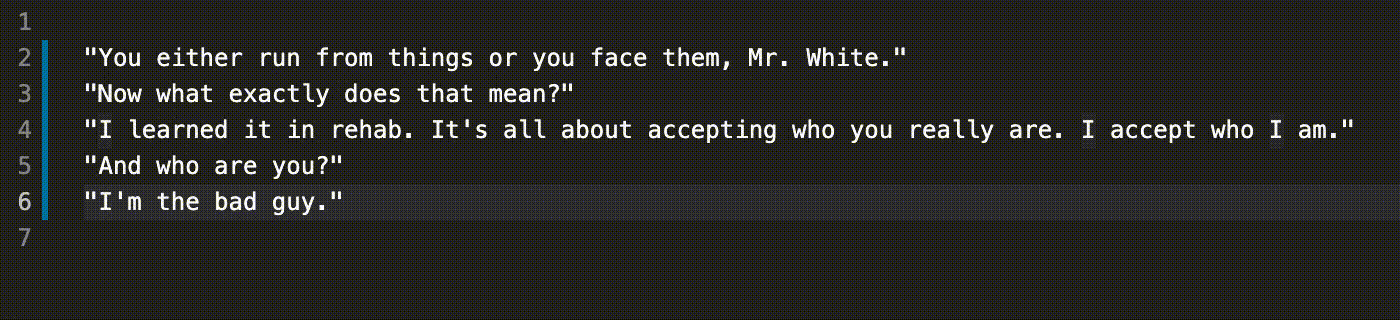 1
2 "You either run from things or you face them, Mr. White."
3 "Now what exactly does that mean?"
4 "I learned it in rehab. It's all about accepting who you really are. I accept who I am."
5 "And who are you?"
6 "I'm the bad guy."
7